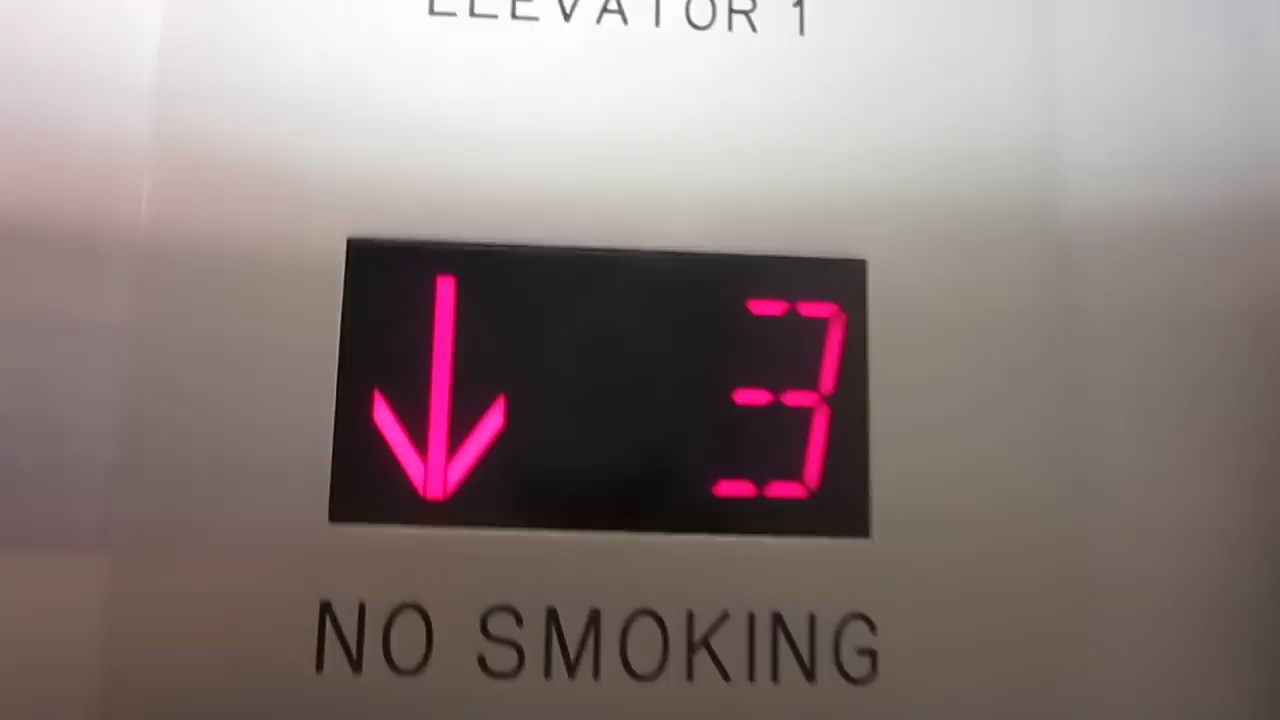 ELEVATOR 1
↓ 3
NO SMOKING